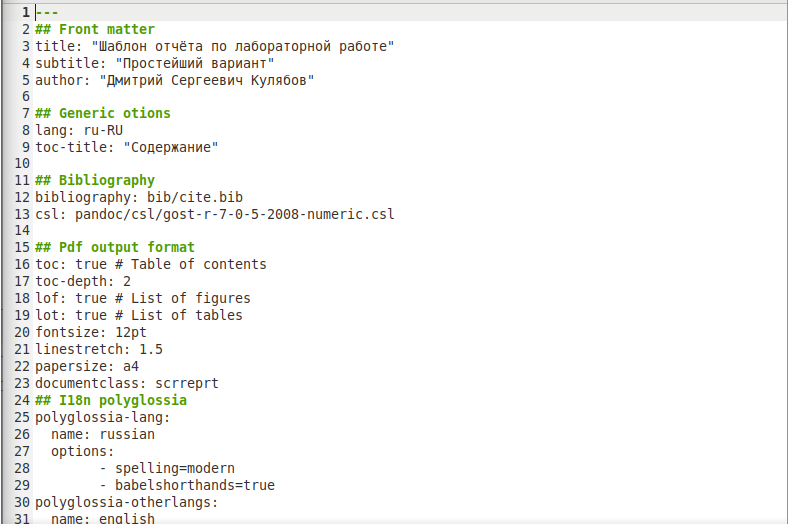 1 ---
2 ## Front matter
3 title: "Шаблон отчёта по лабораторной работе"
4 subtitle: "Простейший вариант"
5 author: "Дмитрий Сергеевич Кулябов"
6
7 ## Generic otions
8 lang: ru-RU
9 toc-title: "Содержание"
10
11 ## Bibliography
12 bibliography: bib/cite.bib
13 csl: pandoc/csl/gost-r-7-0-5-2008-numeric.csl
14
15 ## Pdf output format
16 toc: true # Table of contents
17 toc-depth: 2
18 lof: true # List of figures
19 lot: true # List of tables
20 fontsize: 12pt
21 linestretch: 1.5
22 papersize: a4
23 documentclass: scrreprt
24 ## I18n polyglossia
25 polyglossia-lang:
26   name: russian
27   options:
28         - spelling=modern
29         - babelshorthands=true
30 polyglossia-otherlangs:
31   name: english